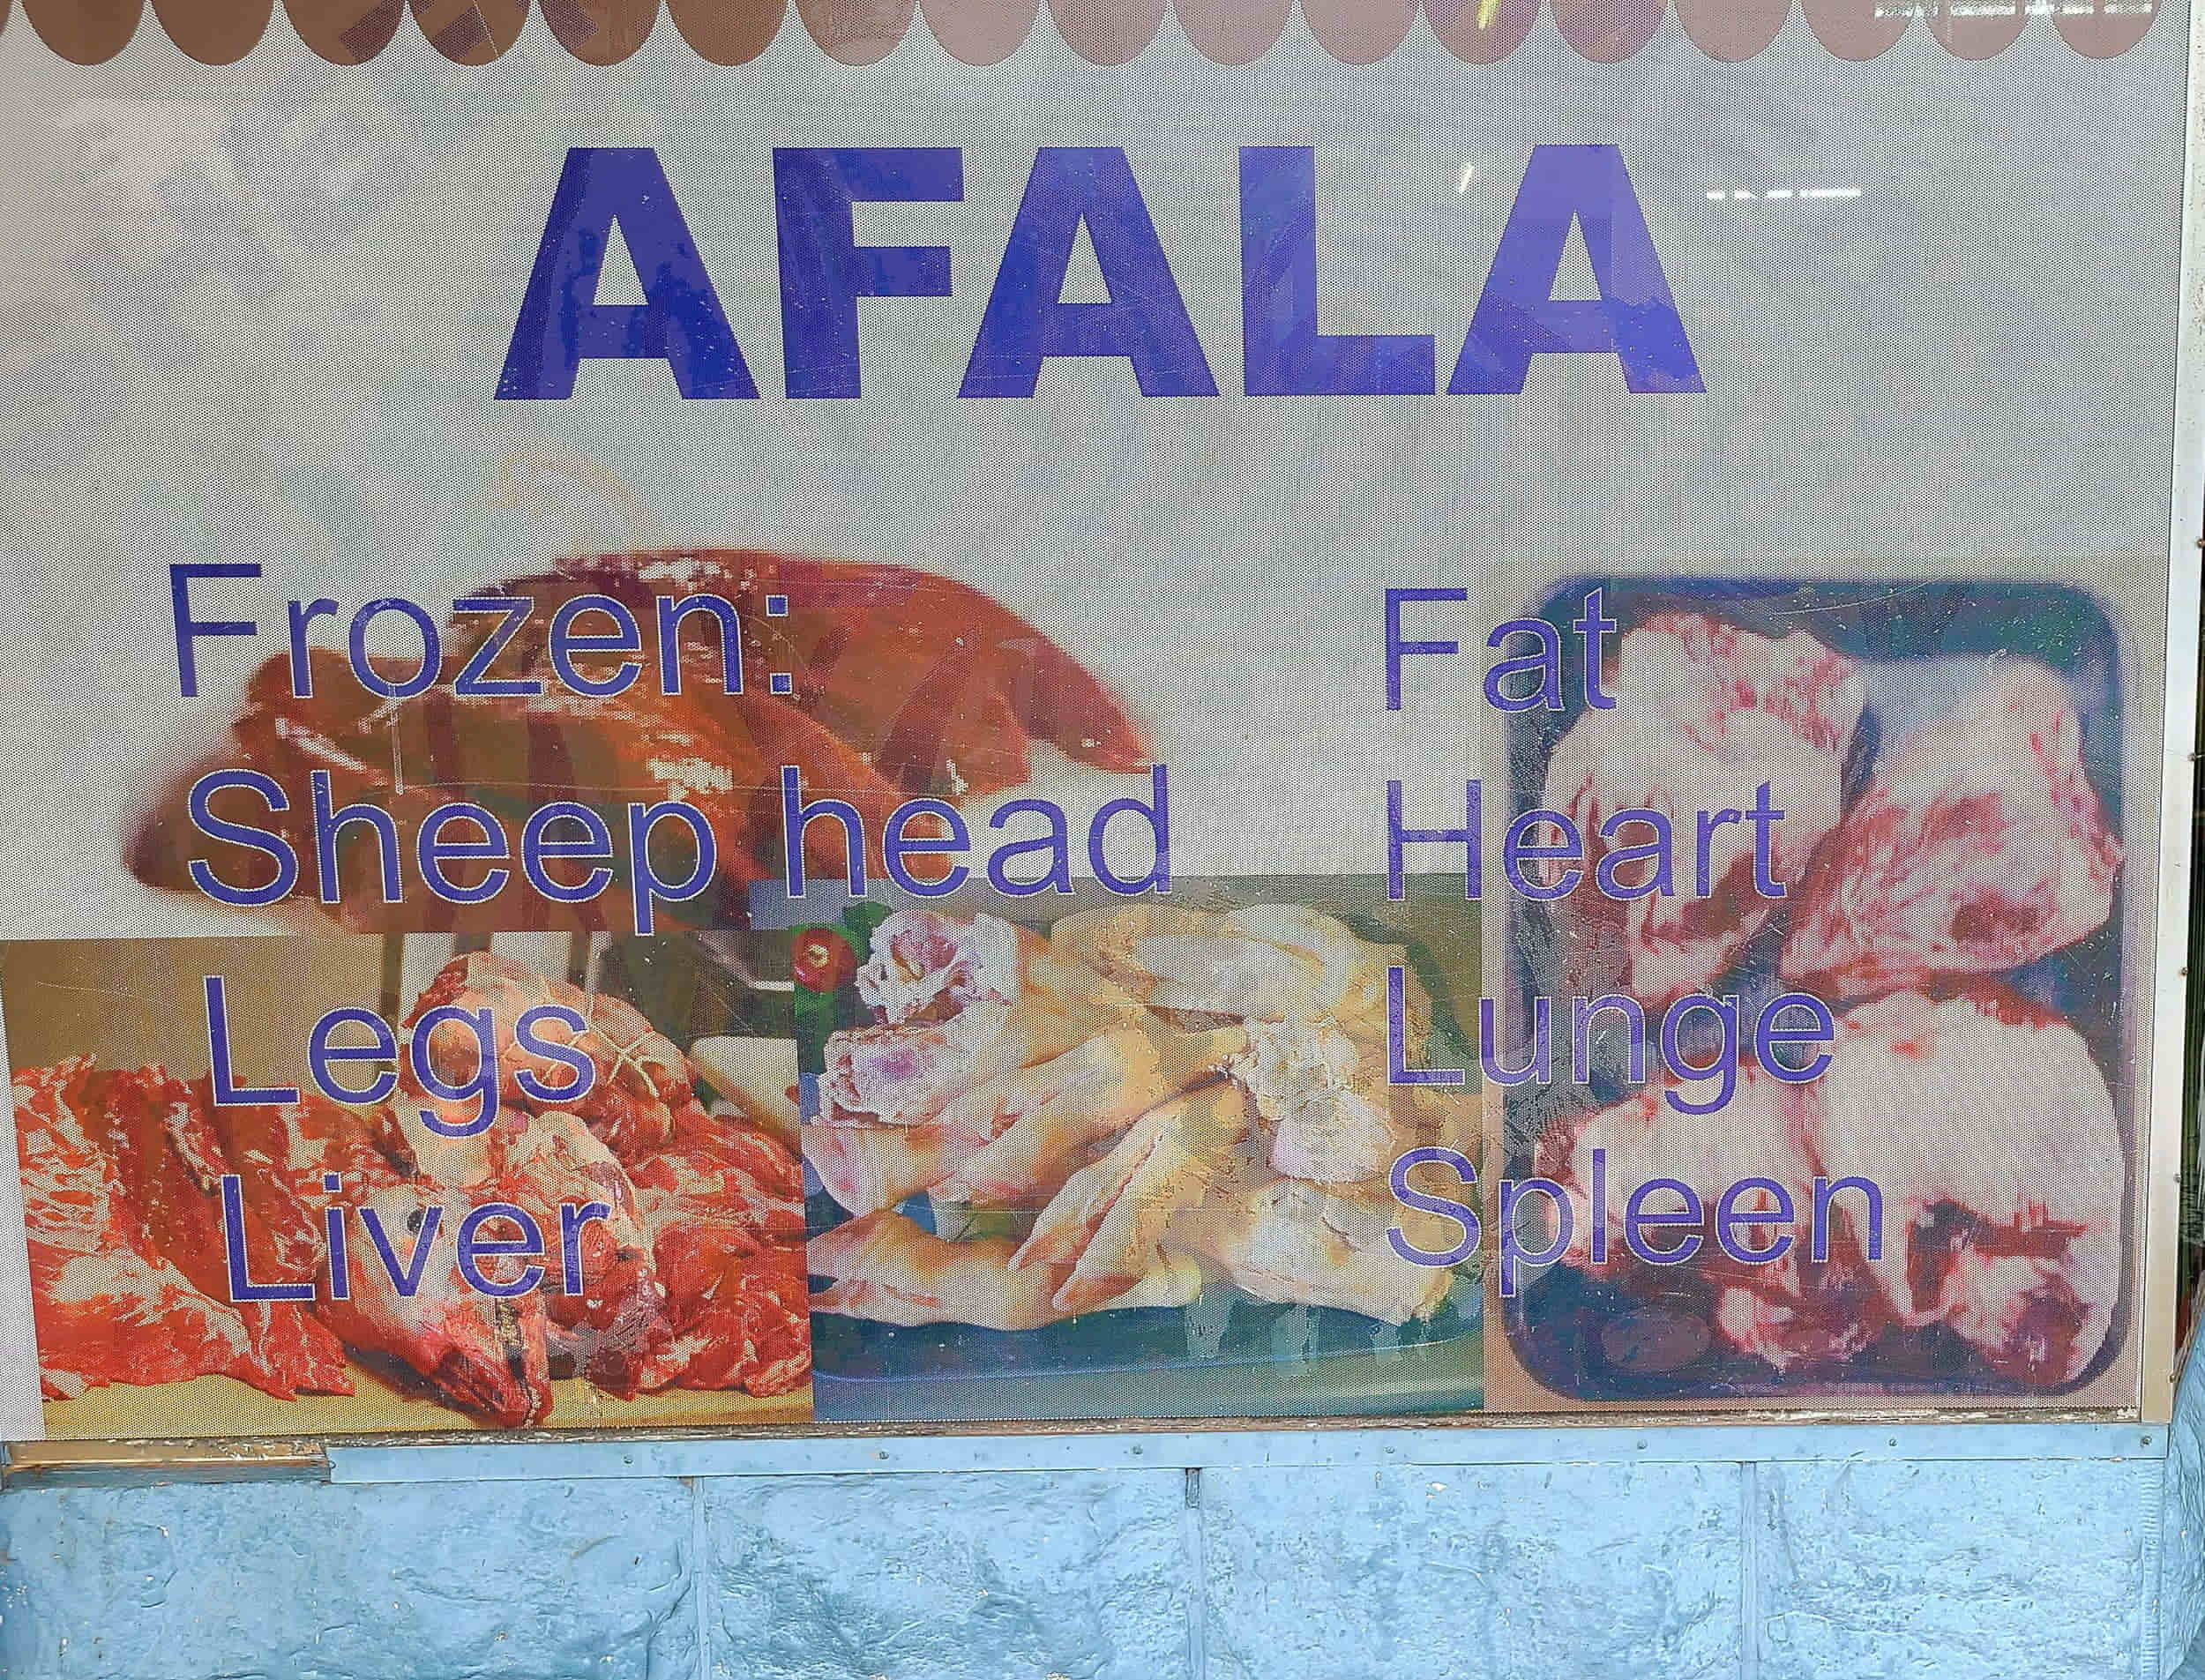 AFALA
Frozen:
Sheep head
Legs
Liver
Fat
Heart
Lunge
Spleen